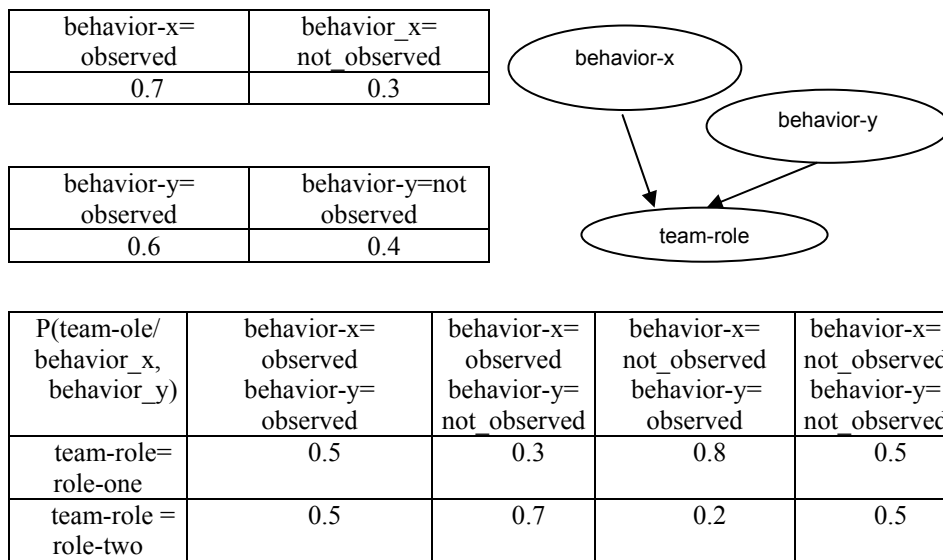 behavior-x=
observed
behavior_x=
not_observed
0.7
0.3
behavior-x
behavior-y
team-role
behavior-y=
observed
behavior-y=not
observed
0.6
0.4
P(team-ole/
behavior_x,
behavior_y)
behavior-x=
observed
behavior-y=
observed
behavior-x=
observed
behavior-y=
not_observed
behavior-x=
not_observed
behavior-y=
observed
behavior-x=
not_observed
behavior-y=
not_observed
team-role=
role-one
0.5
0.3
0.8
0.5
team-role =
role-two
0.5
0.7
0.2
0.5